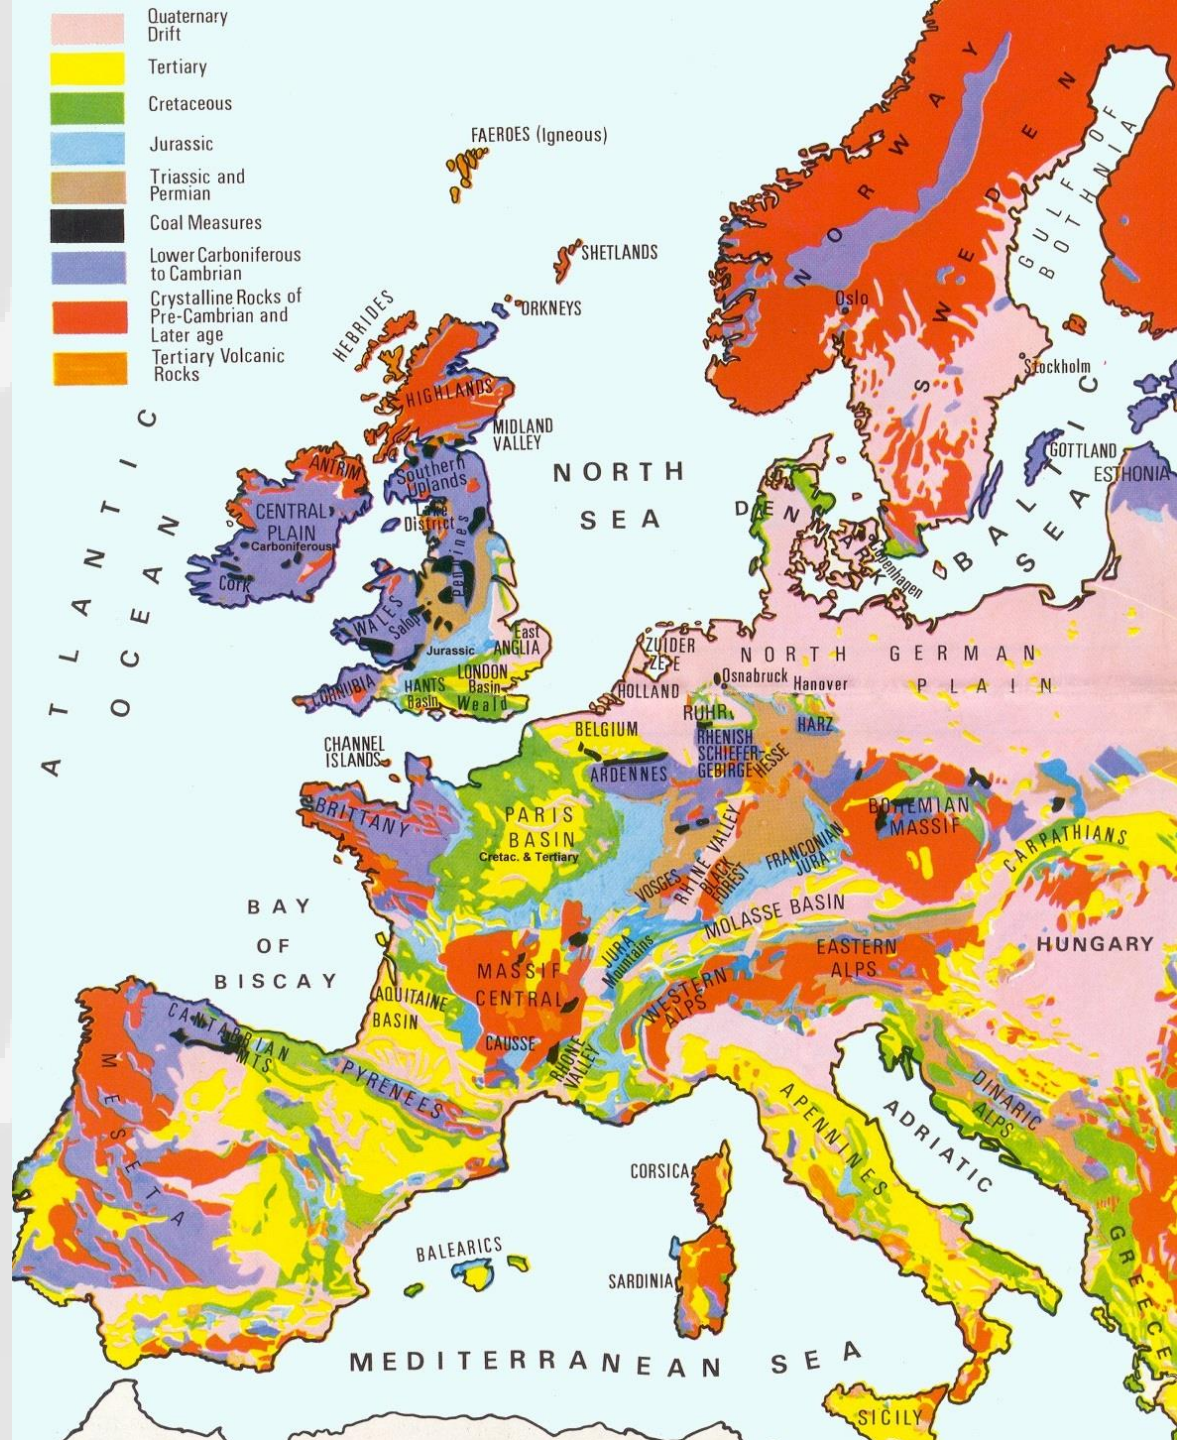 Quaternary
Drift
Tertiary
Cretaceous
Jurassic
Triassic and
Permian
Coal Measures
Lower Carboniferous
to Cambrian
Crystalline Rocks of
Pre-Cambrian and
Later age
Tertiary Volcanic
Rocks
FAEROES (Igneous)
SHETLANDS
ORKNEYS
HEBRIDES
HIGHLANDS
MIDLAND
VALLEY
NORWAY
SWEDEN
GULF OF
BOTHNIA
Oslo
Stockholm
GOTTLAND
ESTHONIA
BALTIC
SEA
NORTH
SEA
ATLANTIC
OCEAN
ANTRIM
CENTRAL
PLAIN
Carboniferous
Cork
Southern
Uplands
Lake
District
Pennines
WALES
Salop
Jurassic
East
ANGLIA
LONDON
Basin
HANTS
Basin
Weald
CORNUBIA
DENMARK
Copenhagen
ZUIDER
ZEE
HOLLAND
NORTH GERMAN
PLAIN
Osnabruck
Hanover
RUHR
HARZ
RHENISH
SCHIEFER-
GEBIRGE
HESSE
BELGIUM
ARDENNES
CHANNEL
ISLANDS
BRITTANY
PARIS
BASIN
Cretac. & Tertiary
VOSGES
RHINE VALLEY
BLACK
FOREST
FRANCONIAN
JURA
BOHEMIAN
MASSIF
CARPATHIANS
MOLASSE BASIN
HUNGARY
EASTERN
ALPS
WESTERN
ALPS
JURA
Mountains
MASSIF
CENTRAL
CAUSSE
RHONE
VALLEY
BAY
OF
BISCAY
AQUITAINE
BASIN
CANTABRIAN
MTS
PYRENEES
MESETA
APENNINES
ADRIATIC
DINARIC
ALPS
GREECE
CORSICA
SARDINIA
BALEARICS
MEDITERRANEAN SEA
SICILY